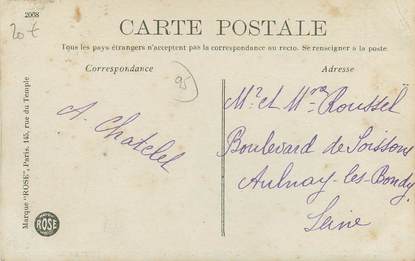 2008
20 €
CARTE POSTALE
Tous les pays étrangers n'acceptent pas la correspondance au recto. Se renseigner à la poste.
Correspondance
Adresse
95
A. Chatelet
Mr et Mme Roussel
Boulevard de Soissons
Aulnay-les-Bondy
Seine
Marque "ROSE", Paris, 145, rue du Temple
ROSE